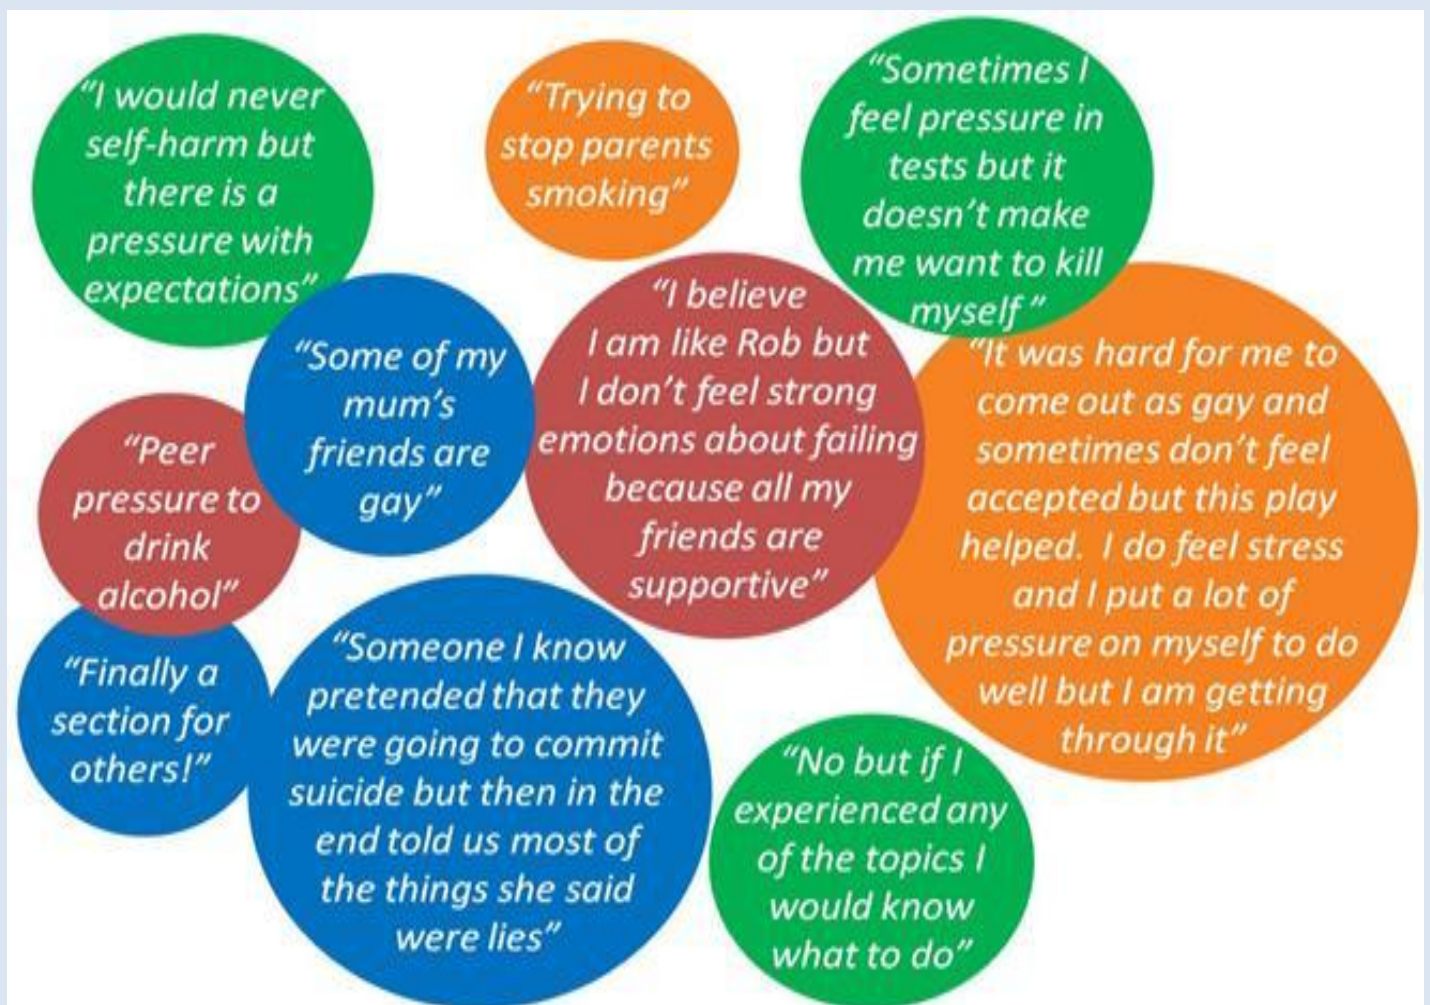 “I would never
self-harm but
there is a
pressure with
expectations”
“Trying to
stop parents
smoking”
“Sometimes I
feel pressure in
tests but it
doesn’t make
me want to kill
myself ”
“Some of my
mum’s
friends are
gay”
“I believe
I am like Rob but
I don’t feel strong
emotions about failing
because all my
friends are
supportive”
“It was hard for me to
come out as gay and
sometimes don’t feel
accepted but this play
helped.  I do feel stress
and I put a lot of
pressure on myself to do
well but I am getting
through it”
“Peer
pressure to
drink
alcohol”
“Finally a
section for
others!”
“Someone I know
pretended that they
were going to commit
suicide but then in the
end told us most of
the things she said
were lies”
“No but if I
experienced any
of the topics I
would know
what to do”